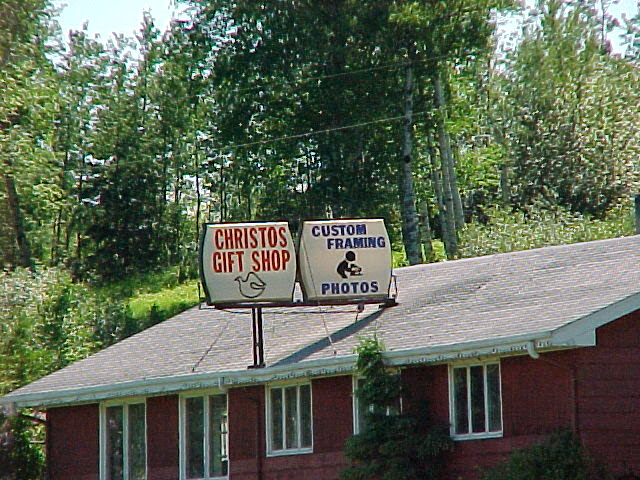 CHRISTOS
GIFT SHOP
CUSTOM
FRAMING
PHOTOS